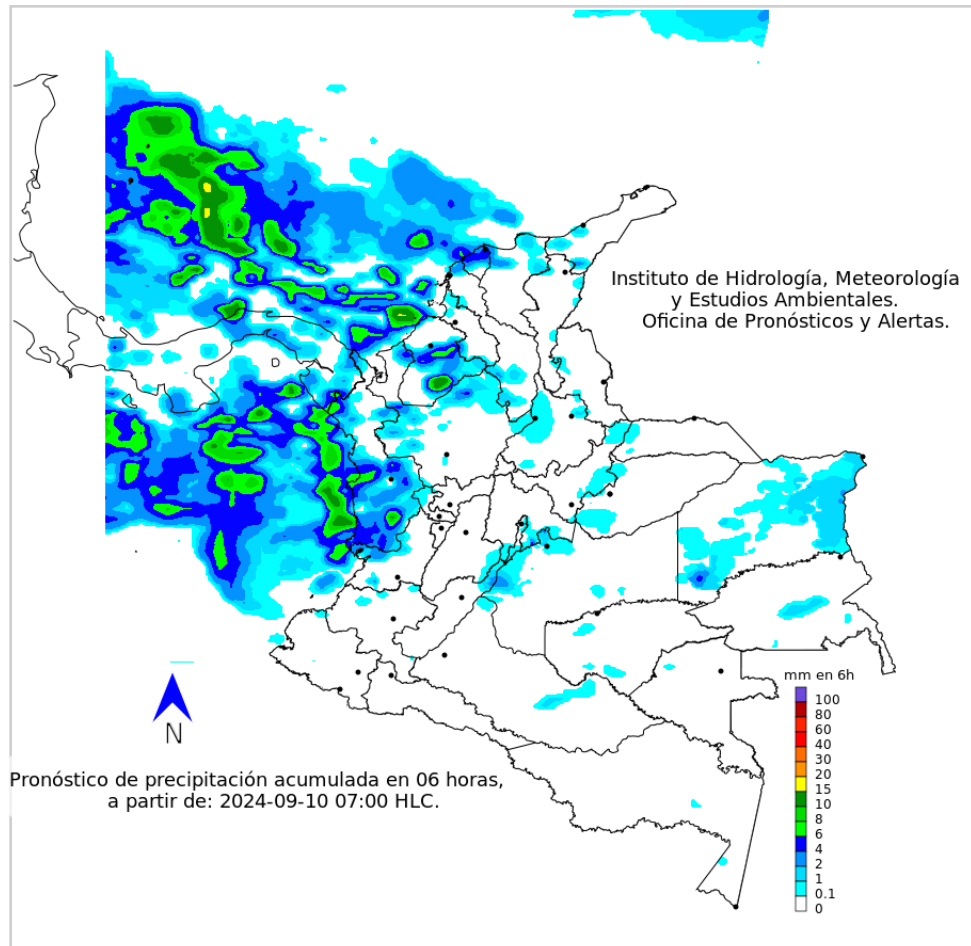 Instituto de Hidrología, Meteorología
y Estudios Ambientales.
Oficina de Pronósticos y Alertas.
mm en 6h
100
80
60
40
30
20
15
10
8
6
4
2
1
0.1
0
N
Pronóstico de precipitación acumulada en 06 horas,
a partir de: 2024-09-10 07:00 HLC.